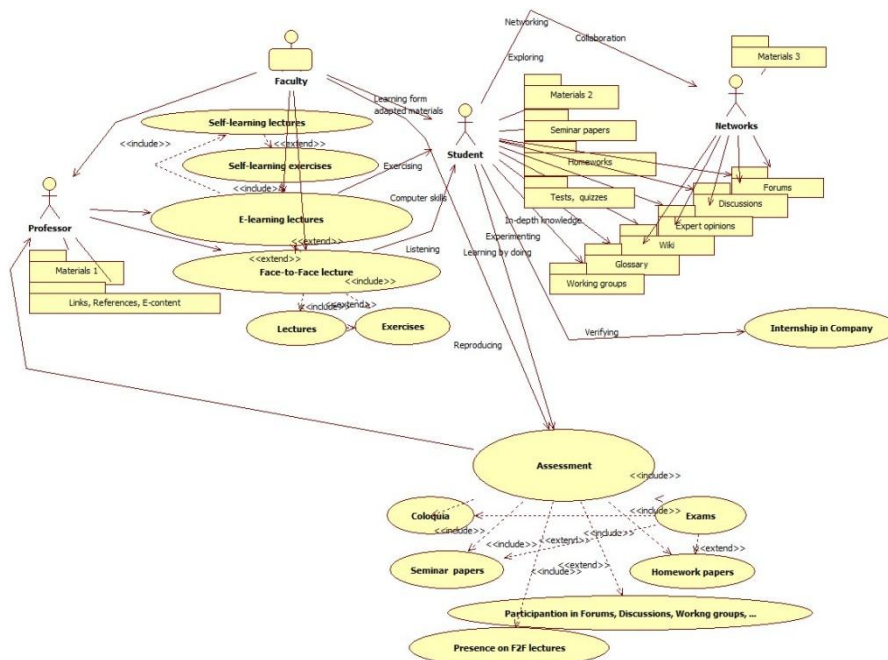 Networking
Collaboration
Exploring
Materials 3
Faculty
Materials 2
Networks
Learning form
adapted materials
Self-learning lectures
<<include>>
<<extend>>
Seminar papers
Student
Self-learning exercises
Exercising
Homeworks
<<include>>
Forums
Tests, quizzes
Discussions
Computer skills
E-learning lectures
In-depth knowledge
Expert opinions
Professor
Experimenting
Wiki
<<extend>>
Listening
Learning by doing
<<extend>>
Glossary
Face-to-Face lecture
Materials 1
<<include>>
Working groups
Links, References, E-content
<<include>>
<<extend>>
Lectures
Exercises
Verifying
Internship in Company
Reproducing
Assessment
<<include>>
<<include>>
Coloquia
<<include>>
Exams
<<include>>
<<include>>
<<extend>>
<<extend>>
Seminar papers
<<include>>
<<extend>>
Homework papers
Participantion in Forums, Discussions, Workng groups, ...
Presence on F2F lectures